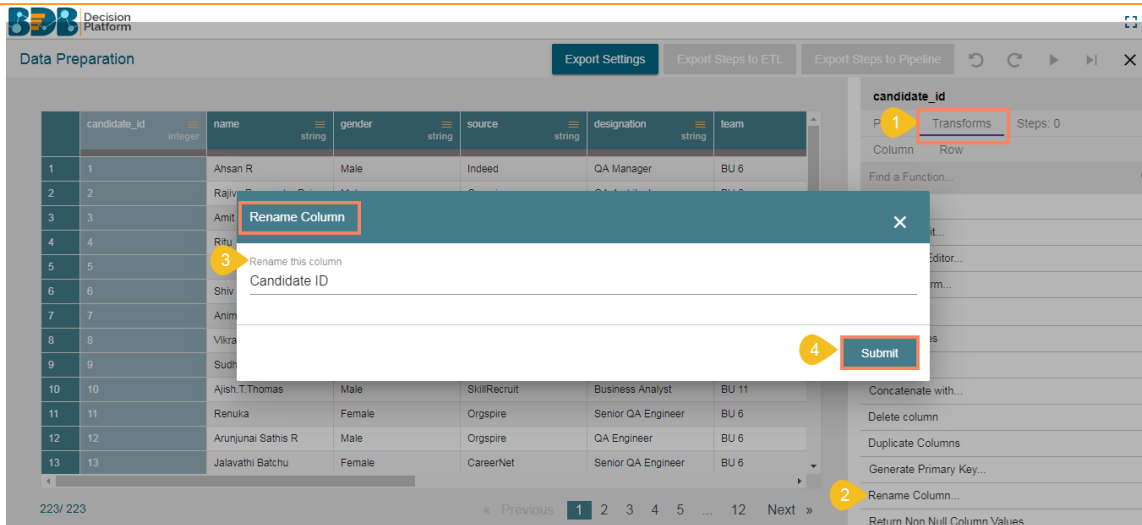 BDB Decision
Platform
Data Preparation
Export Settings Export Steps to ETL Export Steps to Pipeline
candidate_id
P 1 Transforms Steps: 0
Column Row
Find a Function...
candidate_id integer name string gender string source string designation string team
1 1 Ahsan R Male Indeed QA Manager BU 6
2 2 Rajiv
3 3 Amit
4 4 Ritu
5 5
6 6 Shiv
7 7 Anim
8 8 Vikra
9 9 Sudh
10 10 Ajish.T.Thomas Male SkillRecruit Business Analyst BU 11
11 11 Renuka Female Orgspire Senior QA Engineer BU 6
12 12 Arunjunai Sathis R Male Orgspire QA Engineer BU 6
13 13 Jalavathi Batchu Female CareerNet Senior QA Engineer BU 6
Rename Column
3 Rename this column
Candidate ID
4 Submit
it...
Editor...
rm...
es
Concatenate with...
Delete column
Duplicate Columns
Generate Primary Key...
2 Rename Column...
Return Non Null Column Values
223/ 223
« Previous 1 2 3 4 5 ... 12 Next »